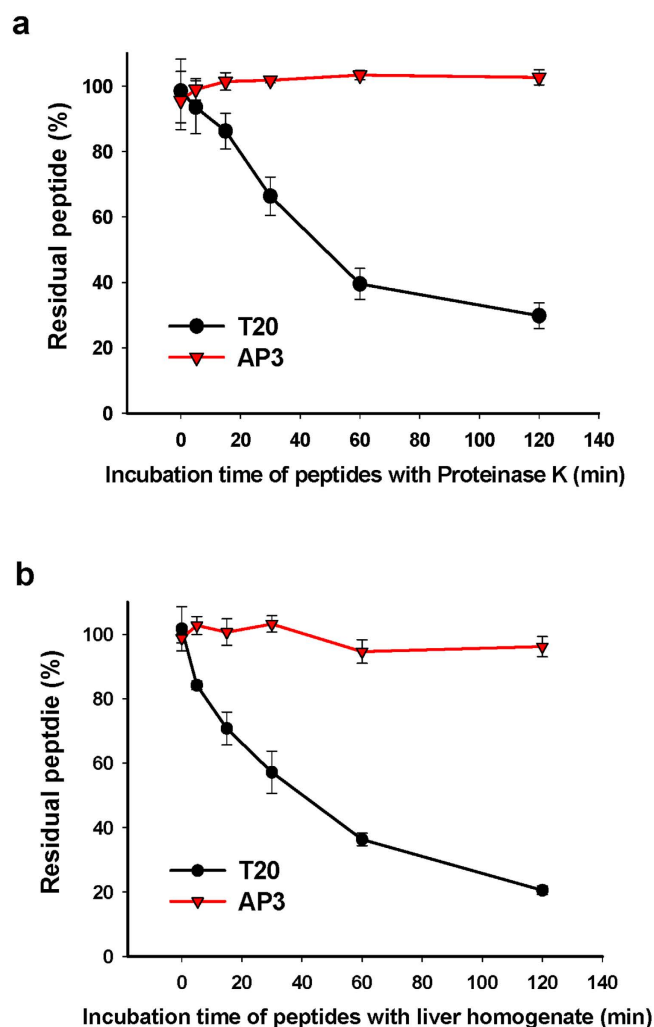 a
Residual peptide (%)
100
80
60
40
20
0
T20
AP3
0 20 40 60 80 100 120 140
Incubation time of peptides with Proteinase K (min)
b
Residual peptdie (%)
100
80
60
40
20
0
T20
AP3
0 20 40 60 80 100 120 140
Incubation time of peptides with liver homogenate (min)